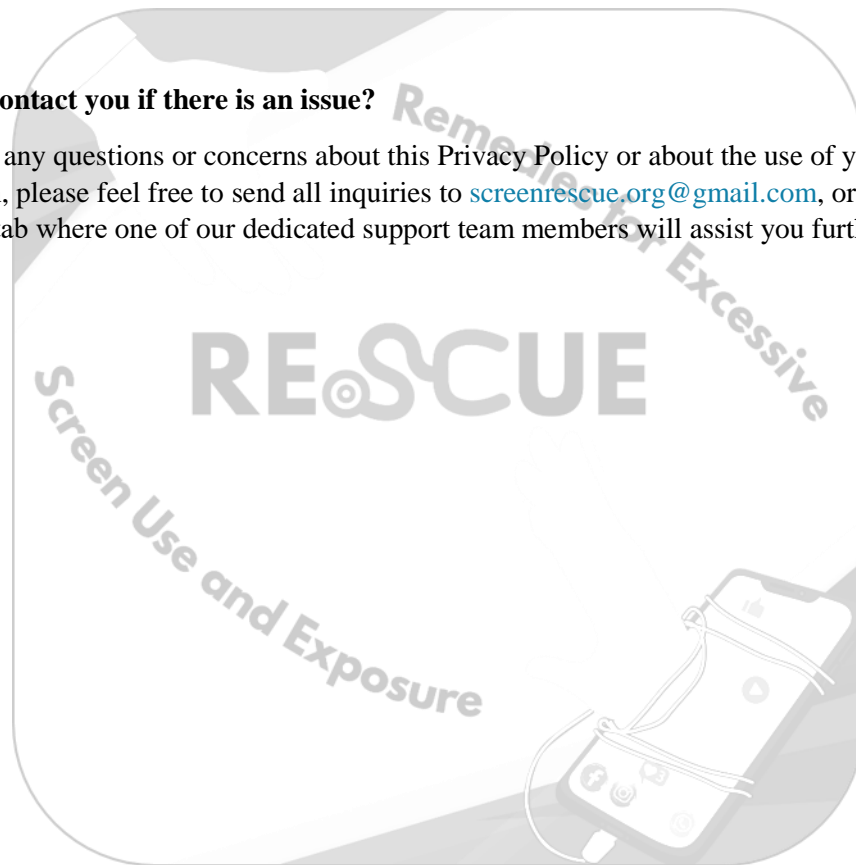 ontact you if there is an issue?
any questions or concerns about this Privacy Policy or about the use of y
, please feel free to send all inquiries to screenrescue.org@gmail.com, or
tab where one of our dedicated support team members will assist you furt
Remedies for Excessive
RESCUE
Screen Use and Exposure